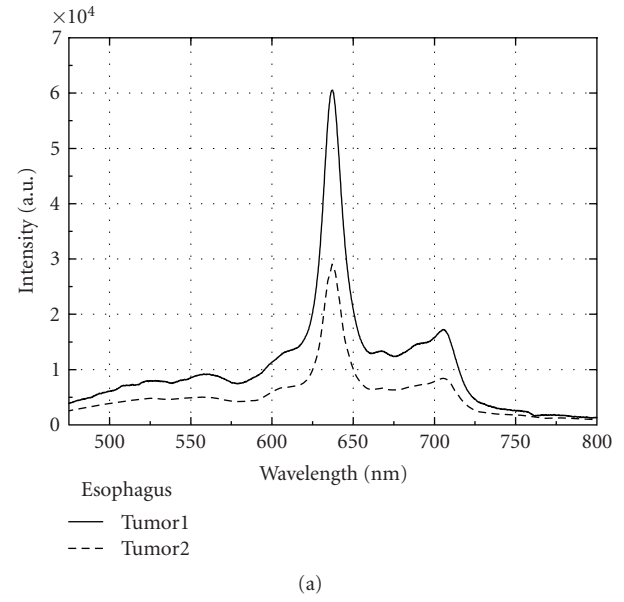 ×10⁴
7
6
5
4
3
2
1
0
Intensity (a.u.)
500 550 600 650 700 750 800
Wavelength (nm)
Esophagus
Tumor1
Tumor2
(a)